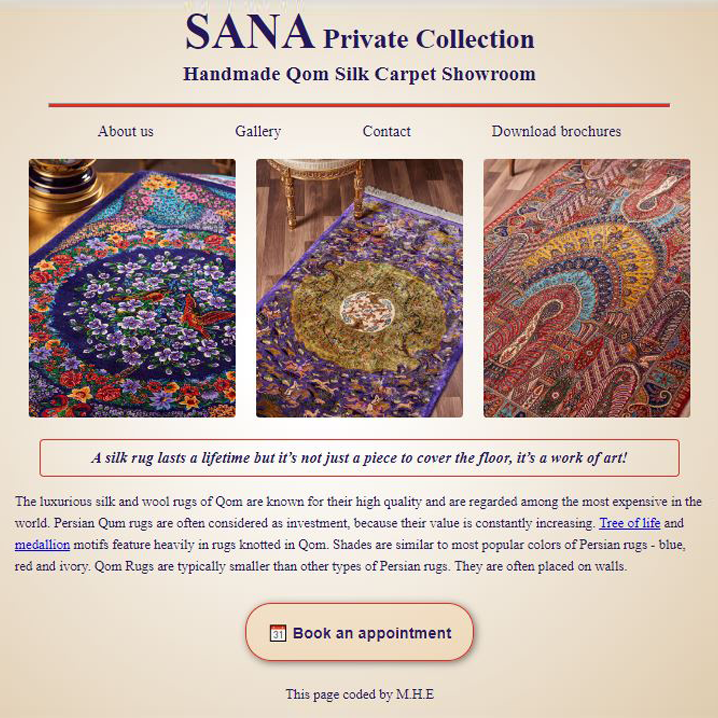 SANA Private Collection
Handmade Qom Silk Carpet Showroom
About us Gallery Contact Download brochures
A silk rug lasts a lifetime but it’s not just a piece to cover the floor, it’s a work of art!
The luxurious silk and wool rugs of Qom are known for their high quality and are regarded among the most expensive in the
world. Persian Qum rugs are often considered as investment, because their value is constantly increasing. Tree of life and
medallion motifs feature heavily in rugs knotted in Qom. Shades are similar to most popular colors of Persian rugs - blue,
red and ivory. Qom Rugs are typically smaller than other types of Persian rugs. They are often placed on walls.
31 Book an appointment
This page coded by M.H.E